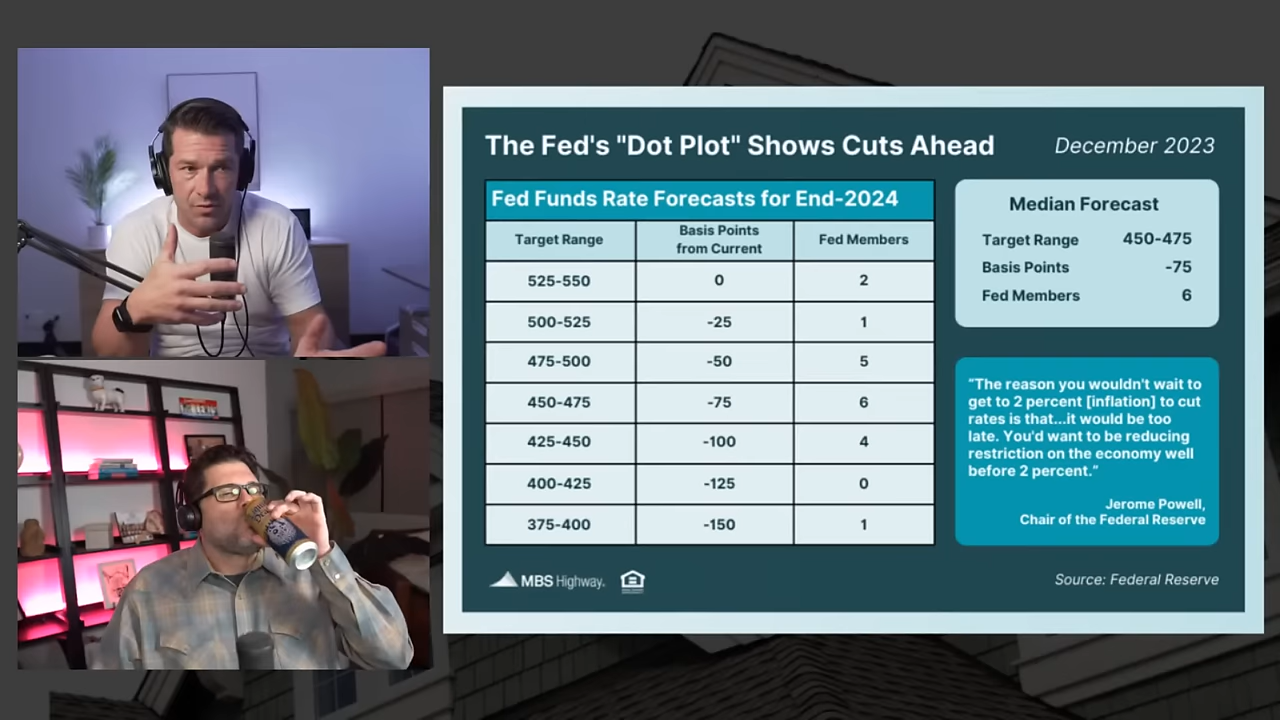 The Fed's "Dot Plot" Shows Cuts Ahead
December 2023
Fed Funds Rate Forecasts for End-2024
Target Range
Basis Points
from Current
Fed Members
525-550 0 2
500-525 -25 1
475-500 -50 5
450-475 -75 6
425-450 -100 4
400-425 -125 0
375-400 -150 1
Median Forecast
Target Range 450-475
Basis Points -75
Fed Members 6
"The reason you wouldn't wait to
get to 2 percent [inflation] to cut
rates is that...it would be too
late. You'd want to be reducing
restriction on the economy well
before 2 percent."
Jerome Powell,
Chair of the Federal Reserve
MBS Highway.
Source: Federal Reserve